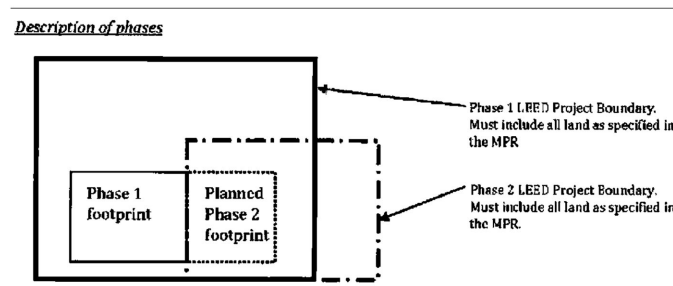 Description of phases
Phase 1 LEED Project Boundary.
Must include all land as specified in
the MPR
Phase 1
footprint
Planned
Phase 2
footprint
Phase 2 LEED Project Boundary.
Must include all land as specified in
the MPR.